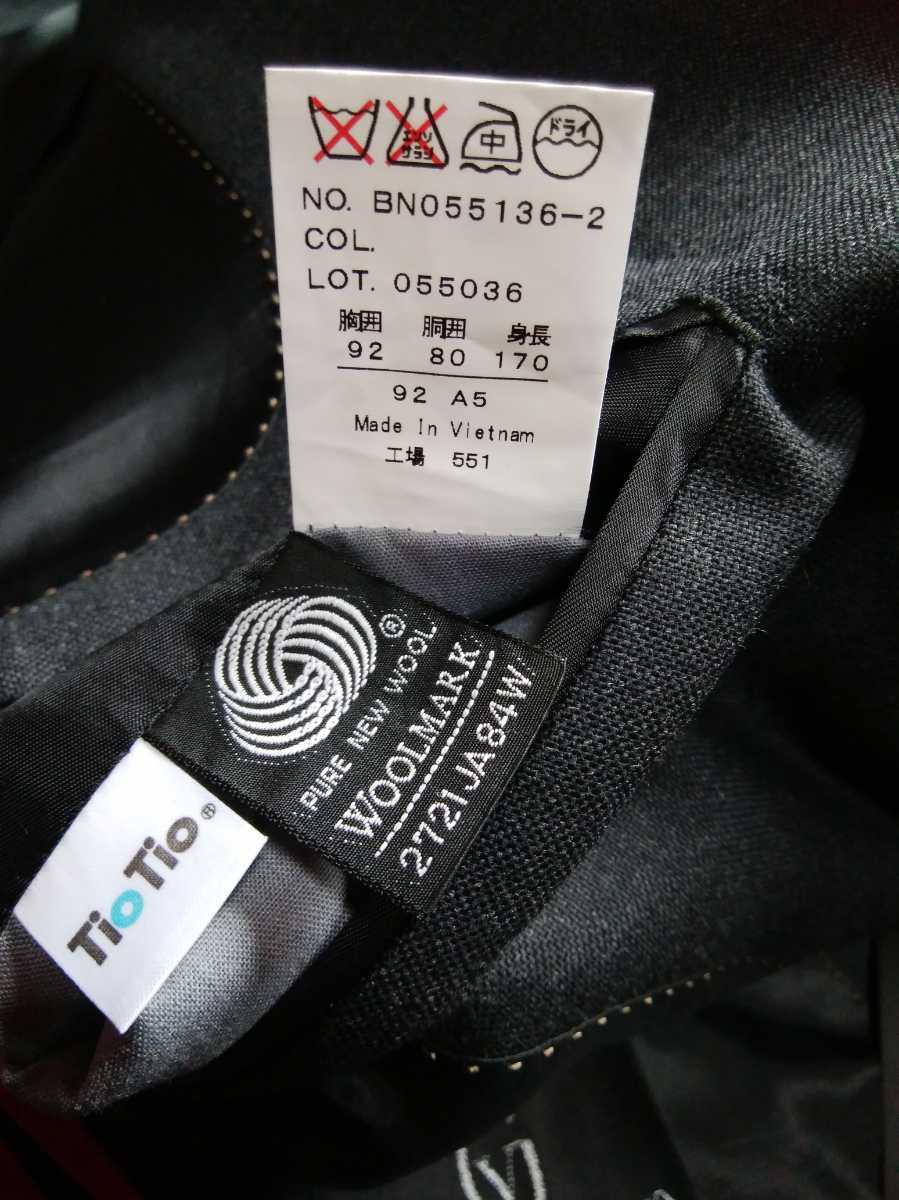 エンソ
サラシ
中
ドライ
NO. BN055136-2
COL.
LOT. 055036
胸囲 胴囲 身長
92 80 170
92 A5
Made In Vietnam
工場 551
PURE NEW WOOL
WOOLMARK
2721JA84W
TioTio®